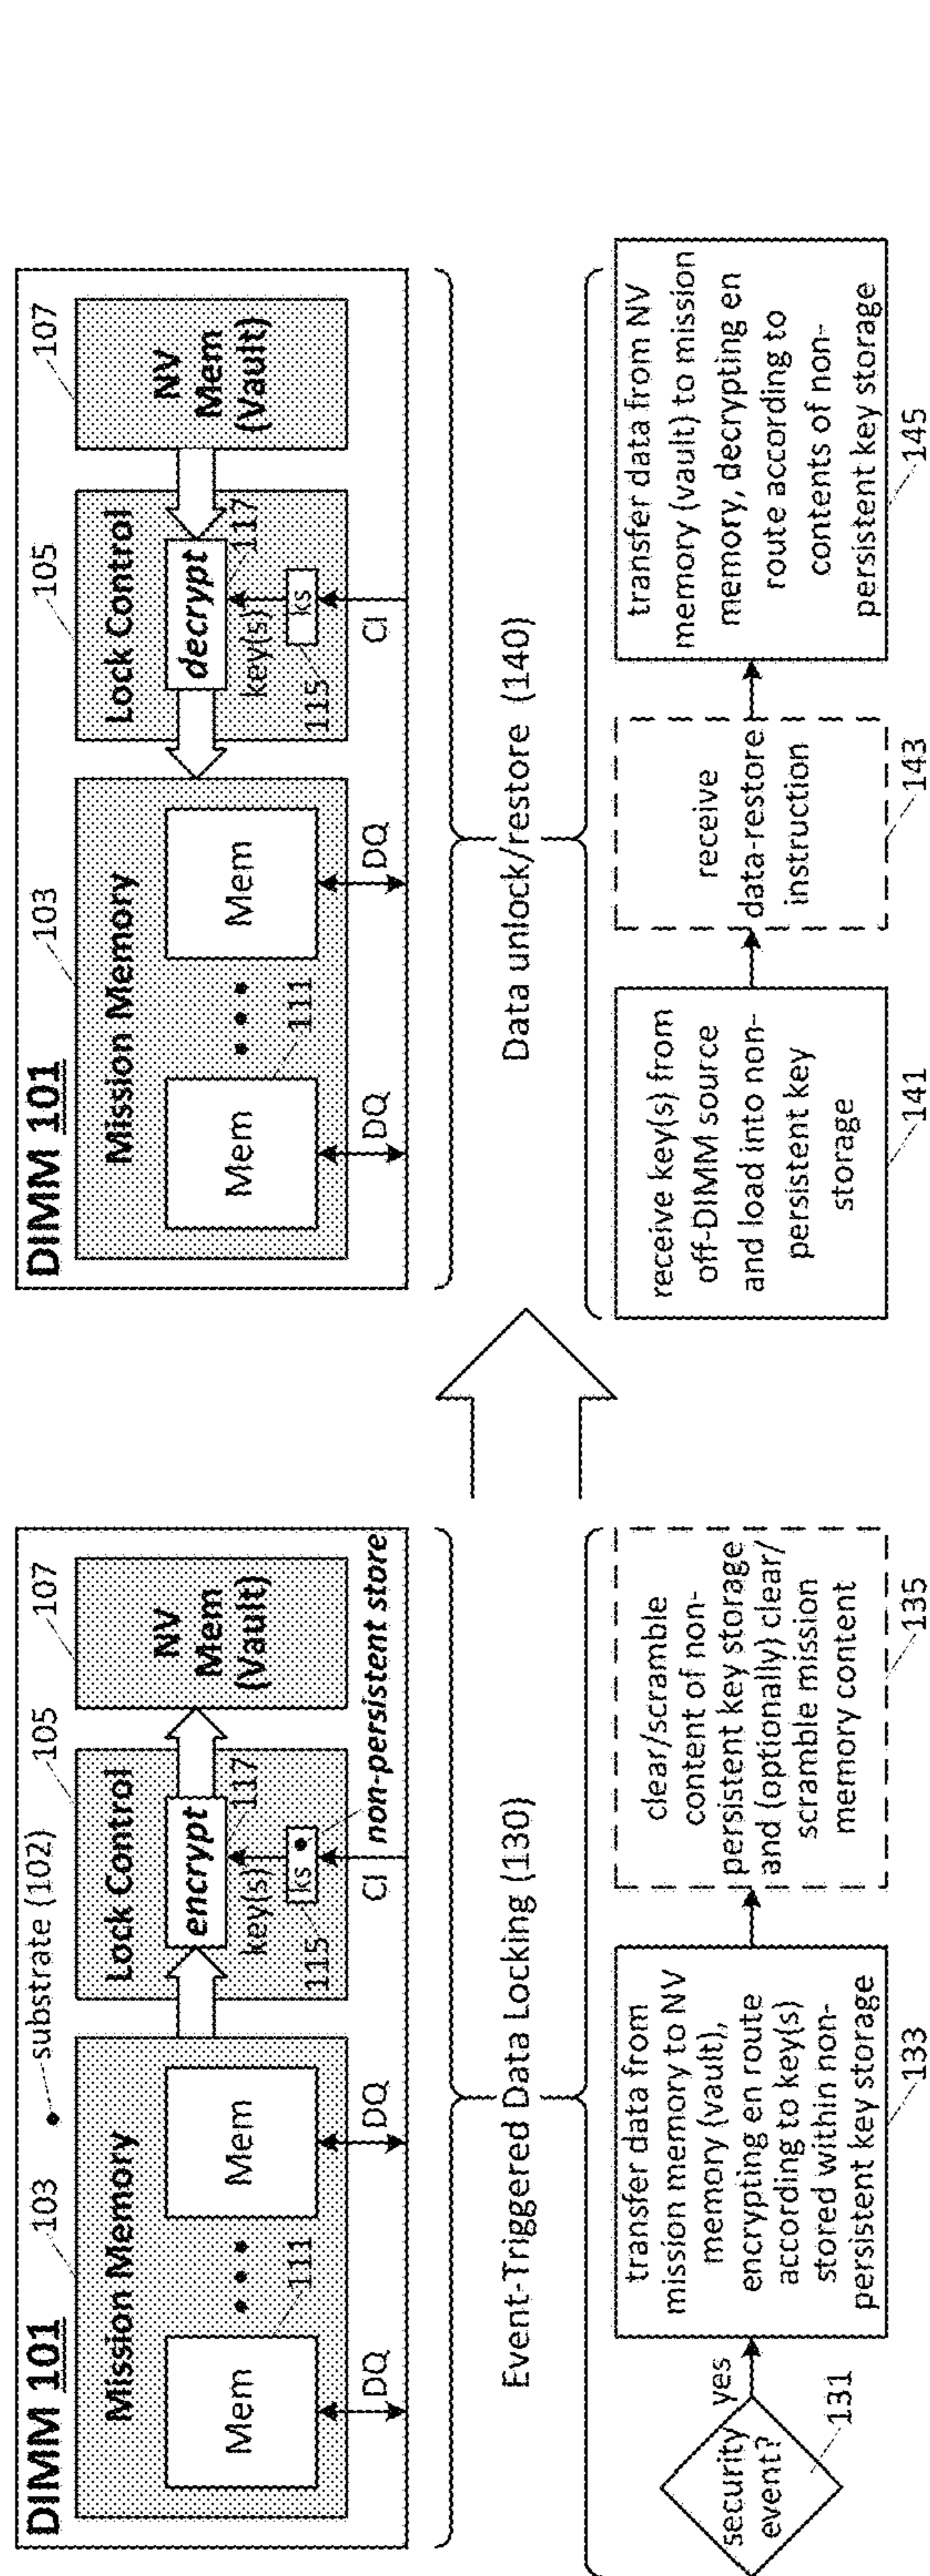 DIMM 101
103
substrate (102)
105
107
Mission Memory
Lock Control
NV
Mem
(Vault)
Mem
Mem
111
encrypt
117
key(s)
ks
115
non-persistent store
DQ
DQ
CI
Event-Triggered Data Locking (130)
security
event?
yes
131
transfer data from
mission memory to NV
memory (vault),
encrypting en route
according to key(s)
stored within non-
persistent key storage
133
clear/scramble
content of non-
persistent key storage
and (optionally) clear/
scramble mission
memory content
135
DIMM 101
103
105
107
Mission Memory
Lock Control
NV
Mem
(Vault)
Mem
Mem
111
decrypt
117
key(s)
ks
115
DQ
DQ
CI
Data unlock/restore (140)
receive key(s) from
off-DIMM source
and load into non-
persistent key
storage
141
receive
data-restore
instruction
143
transfer data from NV
memory (vault) to mission
memory, decrypting en
route according to
contents of non-
persistent key storage
145